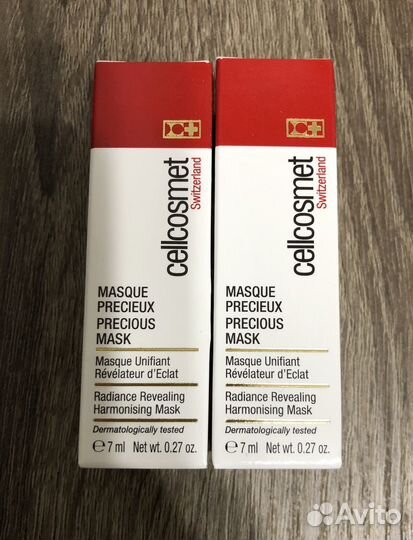 cellcosmet
Switzerland
MASQUE
PRECIEUX
PRECIOUS
MASK
Masque Unifiant
Révélateur d'Eclat
Radiance Revealing
Harmonising Mask
Dermatologically tested
℮ 7 ml Net wt. 0.27 oz.
cellcosmet
Switzerland
MASQUE
PRECIEUX
PRECIOUS
MASK
Masque Unifiant
Révélateur d'Eclat
Radiance Revealing
Harmonising Mask
Dermatologically tested
℮ 7 ml Net wt. 0.27 oz.
Avito